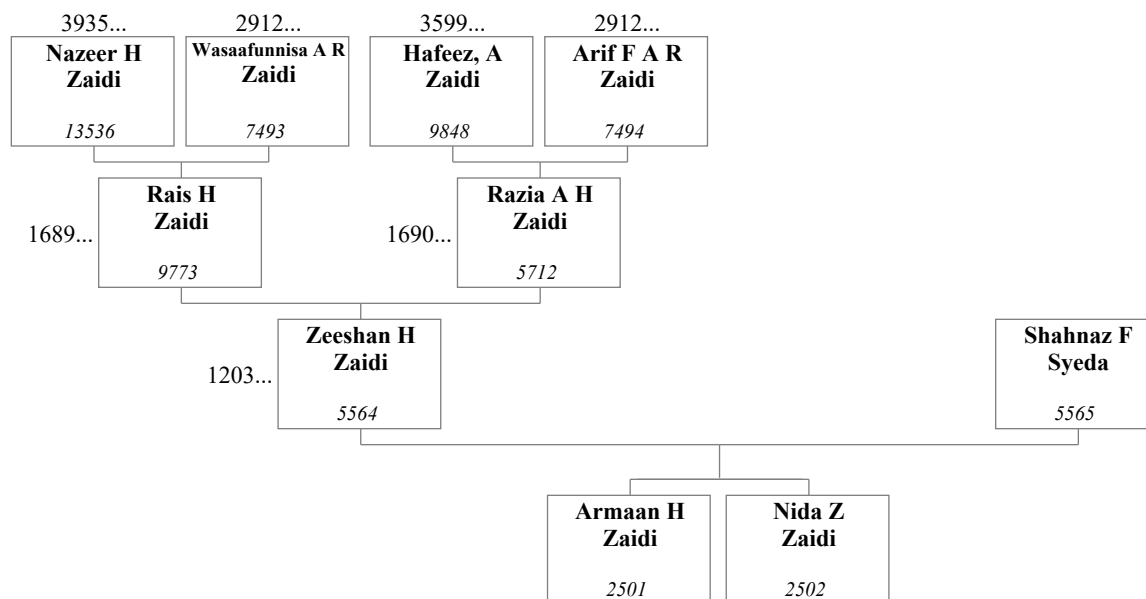 3935... 2912... 3599... 2912...
Nazeer H
Zaidi
13536
Wasaafunnisa A R
Zaidi
7493
Hafeez, A
Zaidi
9848
Arif F A R
Zaidi
7494
1689...
Rais H
Zaidi
9773
1690...
Razia A H
Zaidi
5712
1203...
Zeeshan H
Zaidi
5564
Shahnaz F
Syeda
5565
Armaan H
Zaidi
2501
Nida Z
Zaidi
2502